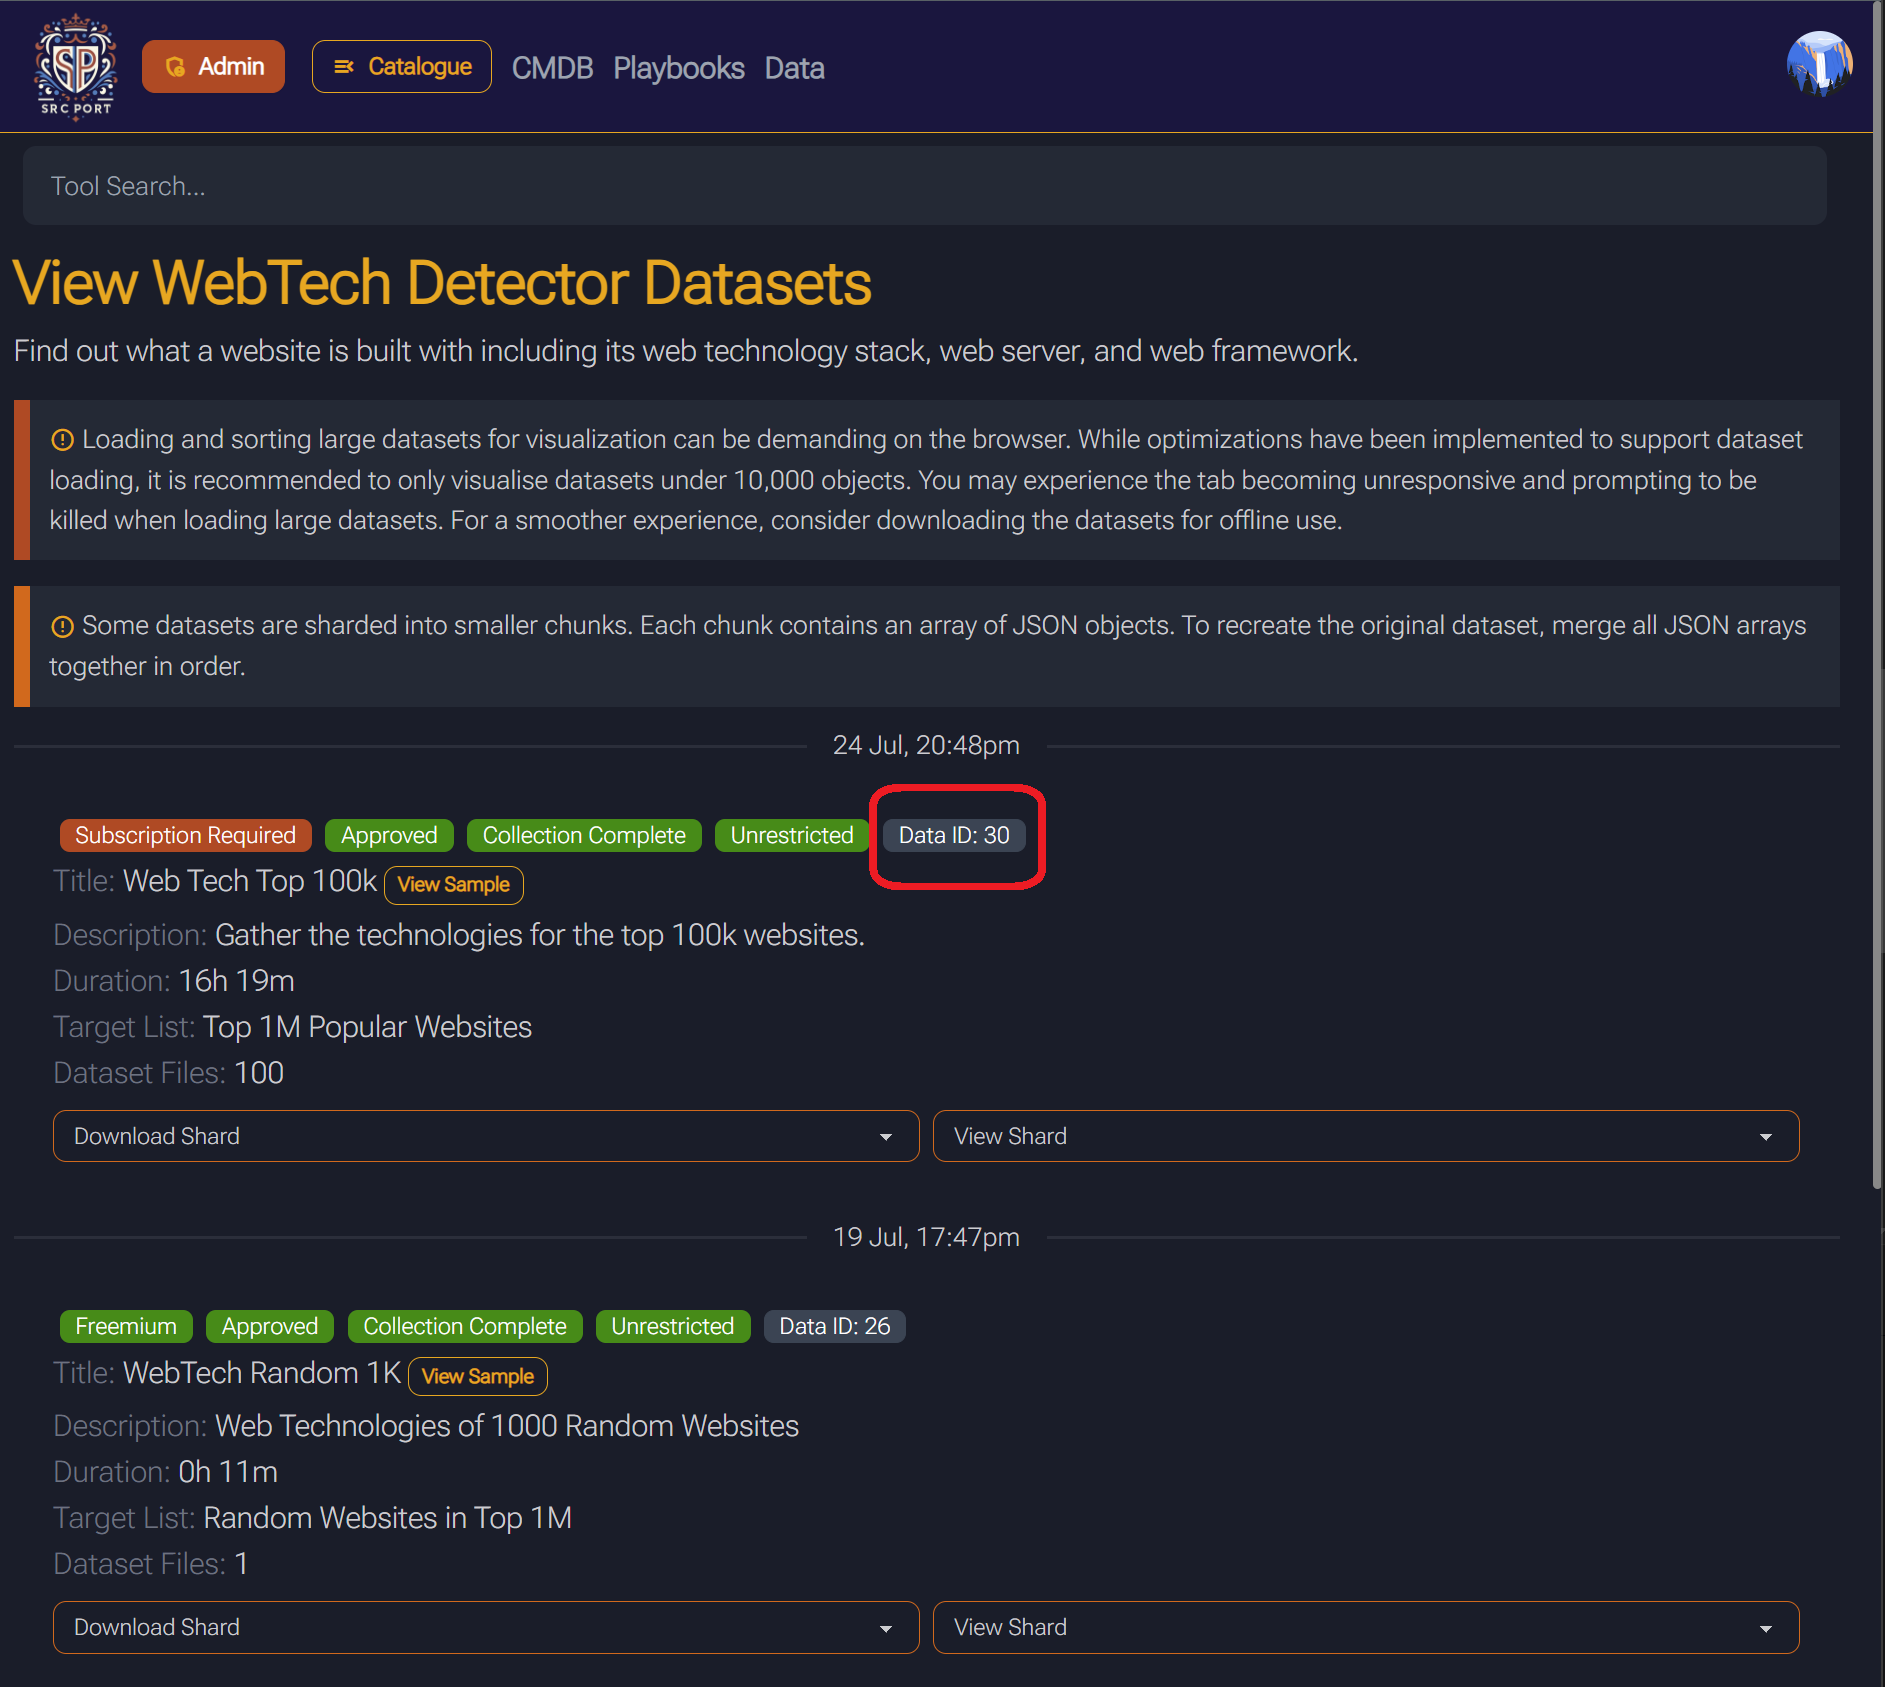 SP
SRC PORT
Admin
Catalogue
CMDB
Playbooks
Data
Tool Search...
View WebTech Detector Datasets
Find out what a website is built with including its web technology stack, web server, and web framework.
Loading and sorting large datasets for visualization can be demanding on the browser. While optimizations have been implemented to support dataset
loading, it is recommended to only visualise datasets under 10,000 objects. You may experience the tab becoming unresponsive and prompting to be
killed when loading large datasets. For a smoother experience, consider downloading the datasets for offline use.
Some datasets are sharded into smaller chunks. Each chunk contains an array of JSON objects. To recreate the original dataset, merge all JSON arrays
together in order.
24 Jul, 20:48pm
Subscription Required Approved Collection Complete Unrestricted Data ID: 30
Title: Web Tech Top 100k View Sample
Description: Gather the technologies for the top 100k websites.
Duration: 16h 19m
Target List: Top 1M Popular Websites
Dataset Files: 100
Download Shard View Shard
19 Jul, 17:47pm
Freemium Approved Collection Complete Unrestricted Data ID: 26
Title: WebTech Random 1K View Sample
Description: Web Technologies of 1000 Random Websites
Duration: 0h 11m
Target List: Random Websites in Top 1M
Dataset Files: 1
Download Shard View Shard